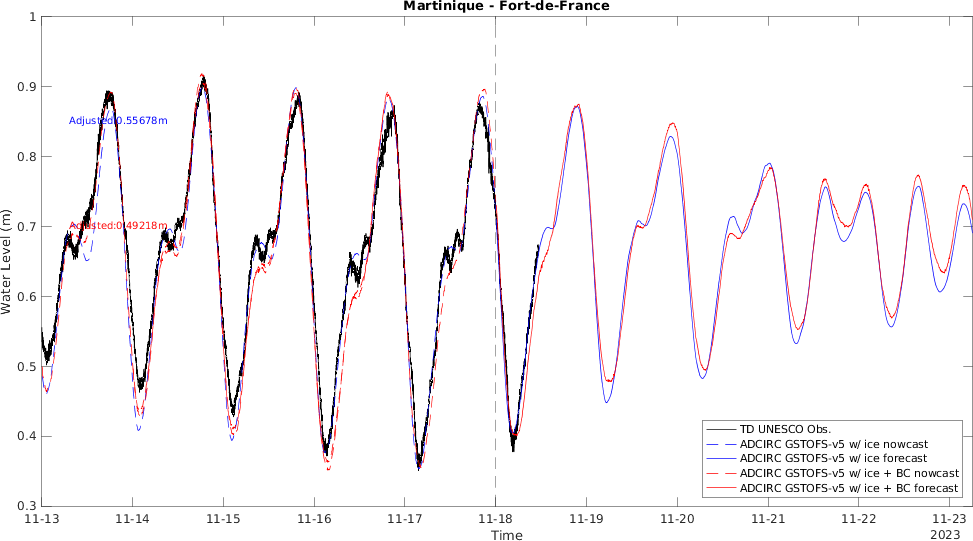 Martinique - Fort-de-France
1
0.9
0.8
0.7
0.6
0.5
0.4
0.3
Water Level (m)
Adjusted:0.55678m
Adjusted:0.49218m
TD UNESCO Obs.
ADCIRC GSTOFS-v5 w/ ice nowcast
ADCIRC GSTOFS-v5 w/ ice forecast
ADCIRC GSTOFS-v5 w/ ice + BC nowcast
ADCIRC GSTOFS-v5 w/ ice + BC forecast
11-13 11-14 11-15 11-16 11-17 11-18 11-19 11-20 11-21 11-22 11-23
2023
Time